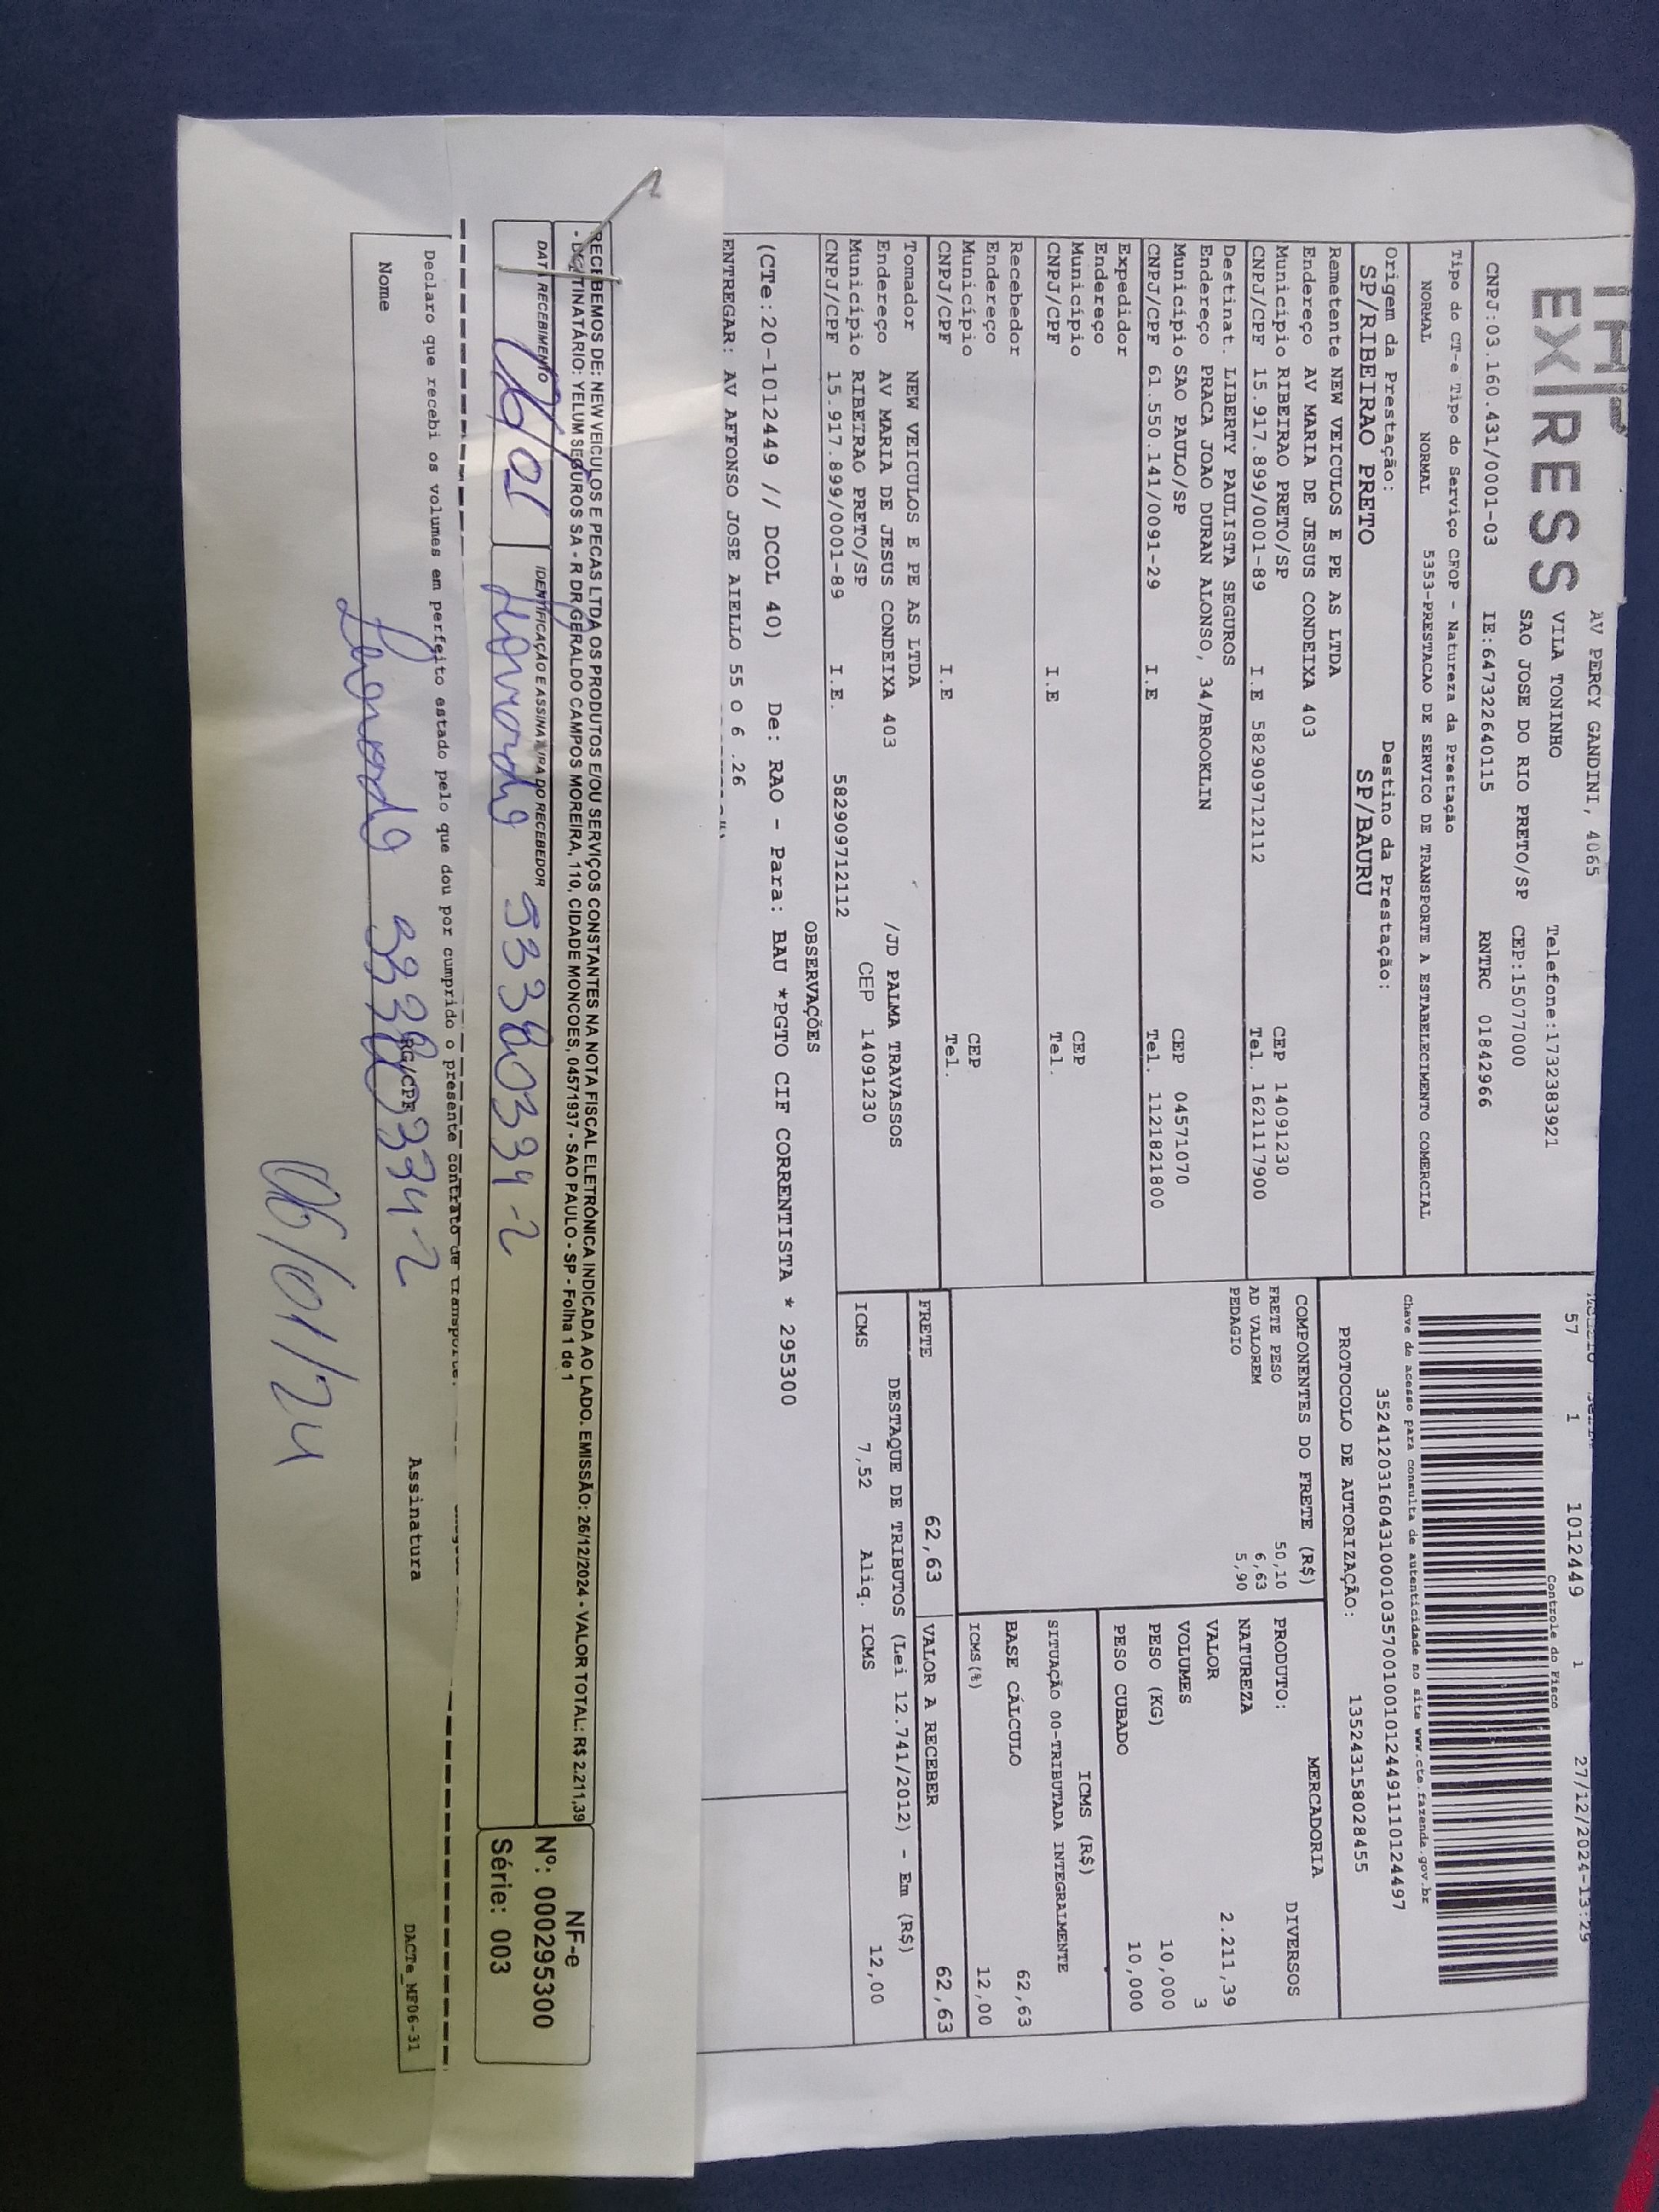 EXPRESS
AV PERCY GANDINI, 4065
VILA TONINHO
Telefone:1732383921
SAO JOSE DO RIO PRETO/SP CEP:15077000
CNPJ:03.160.431/0001-03 IE:647322640115 RNTRC 01842966
57 1 1012449 1 27/12/2024-13:29
Controle do Fisco
Chave de acesso para consulta de autenticidade no site www.cte.fazenda.gov.br
35241203160431000103570010010124491110124497
PROTOCOLO DE AUTORIZAÇÃO: 135243158028455
Tipo do CT-e Tipo do Serviço CFOP - Natureza da Prestação
NORMAL NORMAL 5353-PRESTACAO DE SERVICO DE TRANSPORTE A ESTABELECIMENTO COMERCIAL
Origem da Prestação: Destino da Prestação:
SP/RIBEIRAO PRETO SP/BAURU
Remetente NEW VEICULOS E PE AS LTDA
Endereço AV MARIA DE JESUS CONDEIXA 403
Município RIBEIRAO PRETO/SP CEP 14091230
CNPJ/CPF 15.917.899/0001-89 I.E 582909712112 Tel. 1621117900
Destinat. LIBERTY PAULISTA SEGUROS
Endereço PRACA JOAO DURAN ALONSO, 34/BROOKLIN
Município SAO PAULO/SP CEP 04571070
CNPJ/CPF 61.550.141/0091-29 I.E Tel. 1121821800
Expedidor
Endereço
Município CEP
CNPJ/CPF I.E Tel.
Recebedor
Endereço
Município CEP
CNPJ/CPF I.E Tel.
Tomador NEW VEICULOS E PE AS LTDA
Endereço AV MARIA DE JESUS CONDEIXA 403 /JD PALMA TRAVASSOS
Município RIBEIRAO PRETO/SP CEP 14091230
CNPJ/CPF 15.917.899/0001-89 I.E. 582909712112
COMPONENTES DO FRETE (R$)
FRETE PESO 50,10
AD VALOREM 6,63
PEDAGIO 5,90
MERCADORIA
PRODUTO: DIVERSOS
NATUREZA
VALOR 2.211,39
VOLUMES 3
PESO (KG) 10,000
PESO CUBADO 10,000
ICMS (R$)
SITUAÇÃO 00-TRIBUTADA INTEGRALMENTE
BASE CÁLCULO 62,63
ICMS(%) 12,00
FRETE 62,63 VALOR A RECEBER 62,63
DESTAQUE DE TRIBUTOS (Lei 12.741/2012) - Em (R$)
ICMS 7,52 Aliq. ICMS 12,00
OBSERVAÇÕES
(CTe:20-1012449 // DCOL 40) De: RAO - Para: BAU *PGTO CIF CORRENTISTA * 295300
ENTREGAR: AV AFFONSO JOSE AIELLO 55 O 6 .26
RECEBEMOS DE: NEW VEICULOS E PECAS LTDA OS PRODUTOS E/OU SERVIÇOS CONSTANTES NA NOTA FISCAL ELETRÔNICA INDICADA AO LADO. EMISSÃO: 26/12/2024 - VALOR TOTAL: R$ 2.211,39
- DESTINATÁRIO: YELUM SEGUROS SA - R DR GERALDO CAMPOS MOREIRA, 110, CIDADE MONCOES, 04571937 - SAO PAULO - SP - Folha 1 de 1
DATA RECEBIMENTO IDENTIFICAÇÃO E ASSINATURA DO RECEBEDOR
06/01 Leonardo 33380334-2
NF-e
Nº: 000295300
Série: 003
Declaro que recebi os volumes em perfeito estado pelo que dou por cumprido o presente contrato de transporte.
Nome RG/CPF Assinatura
Leonardo 33380334-2
DACTe_MF06-31
06/01/24